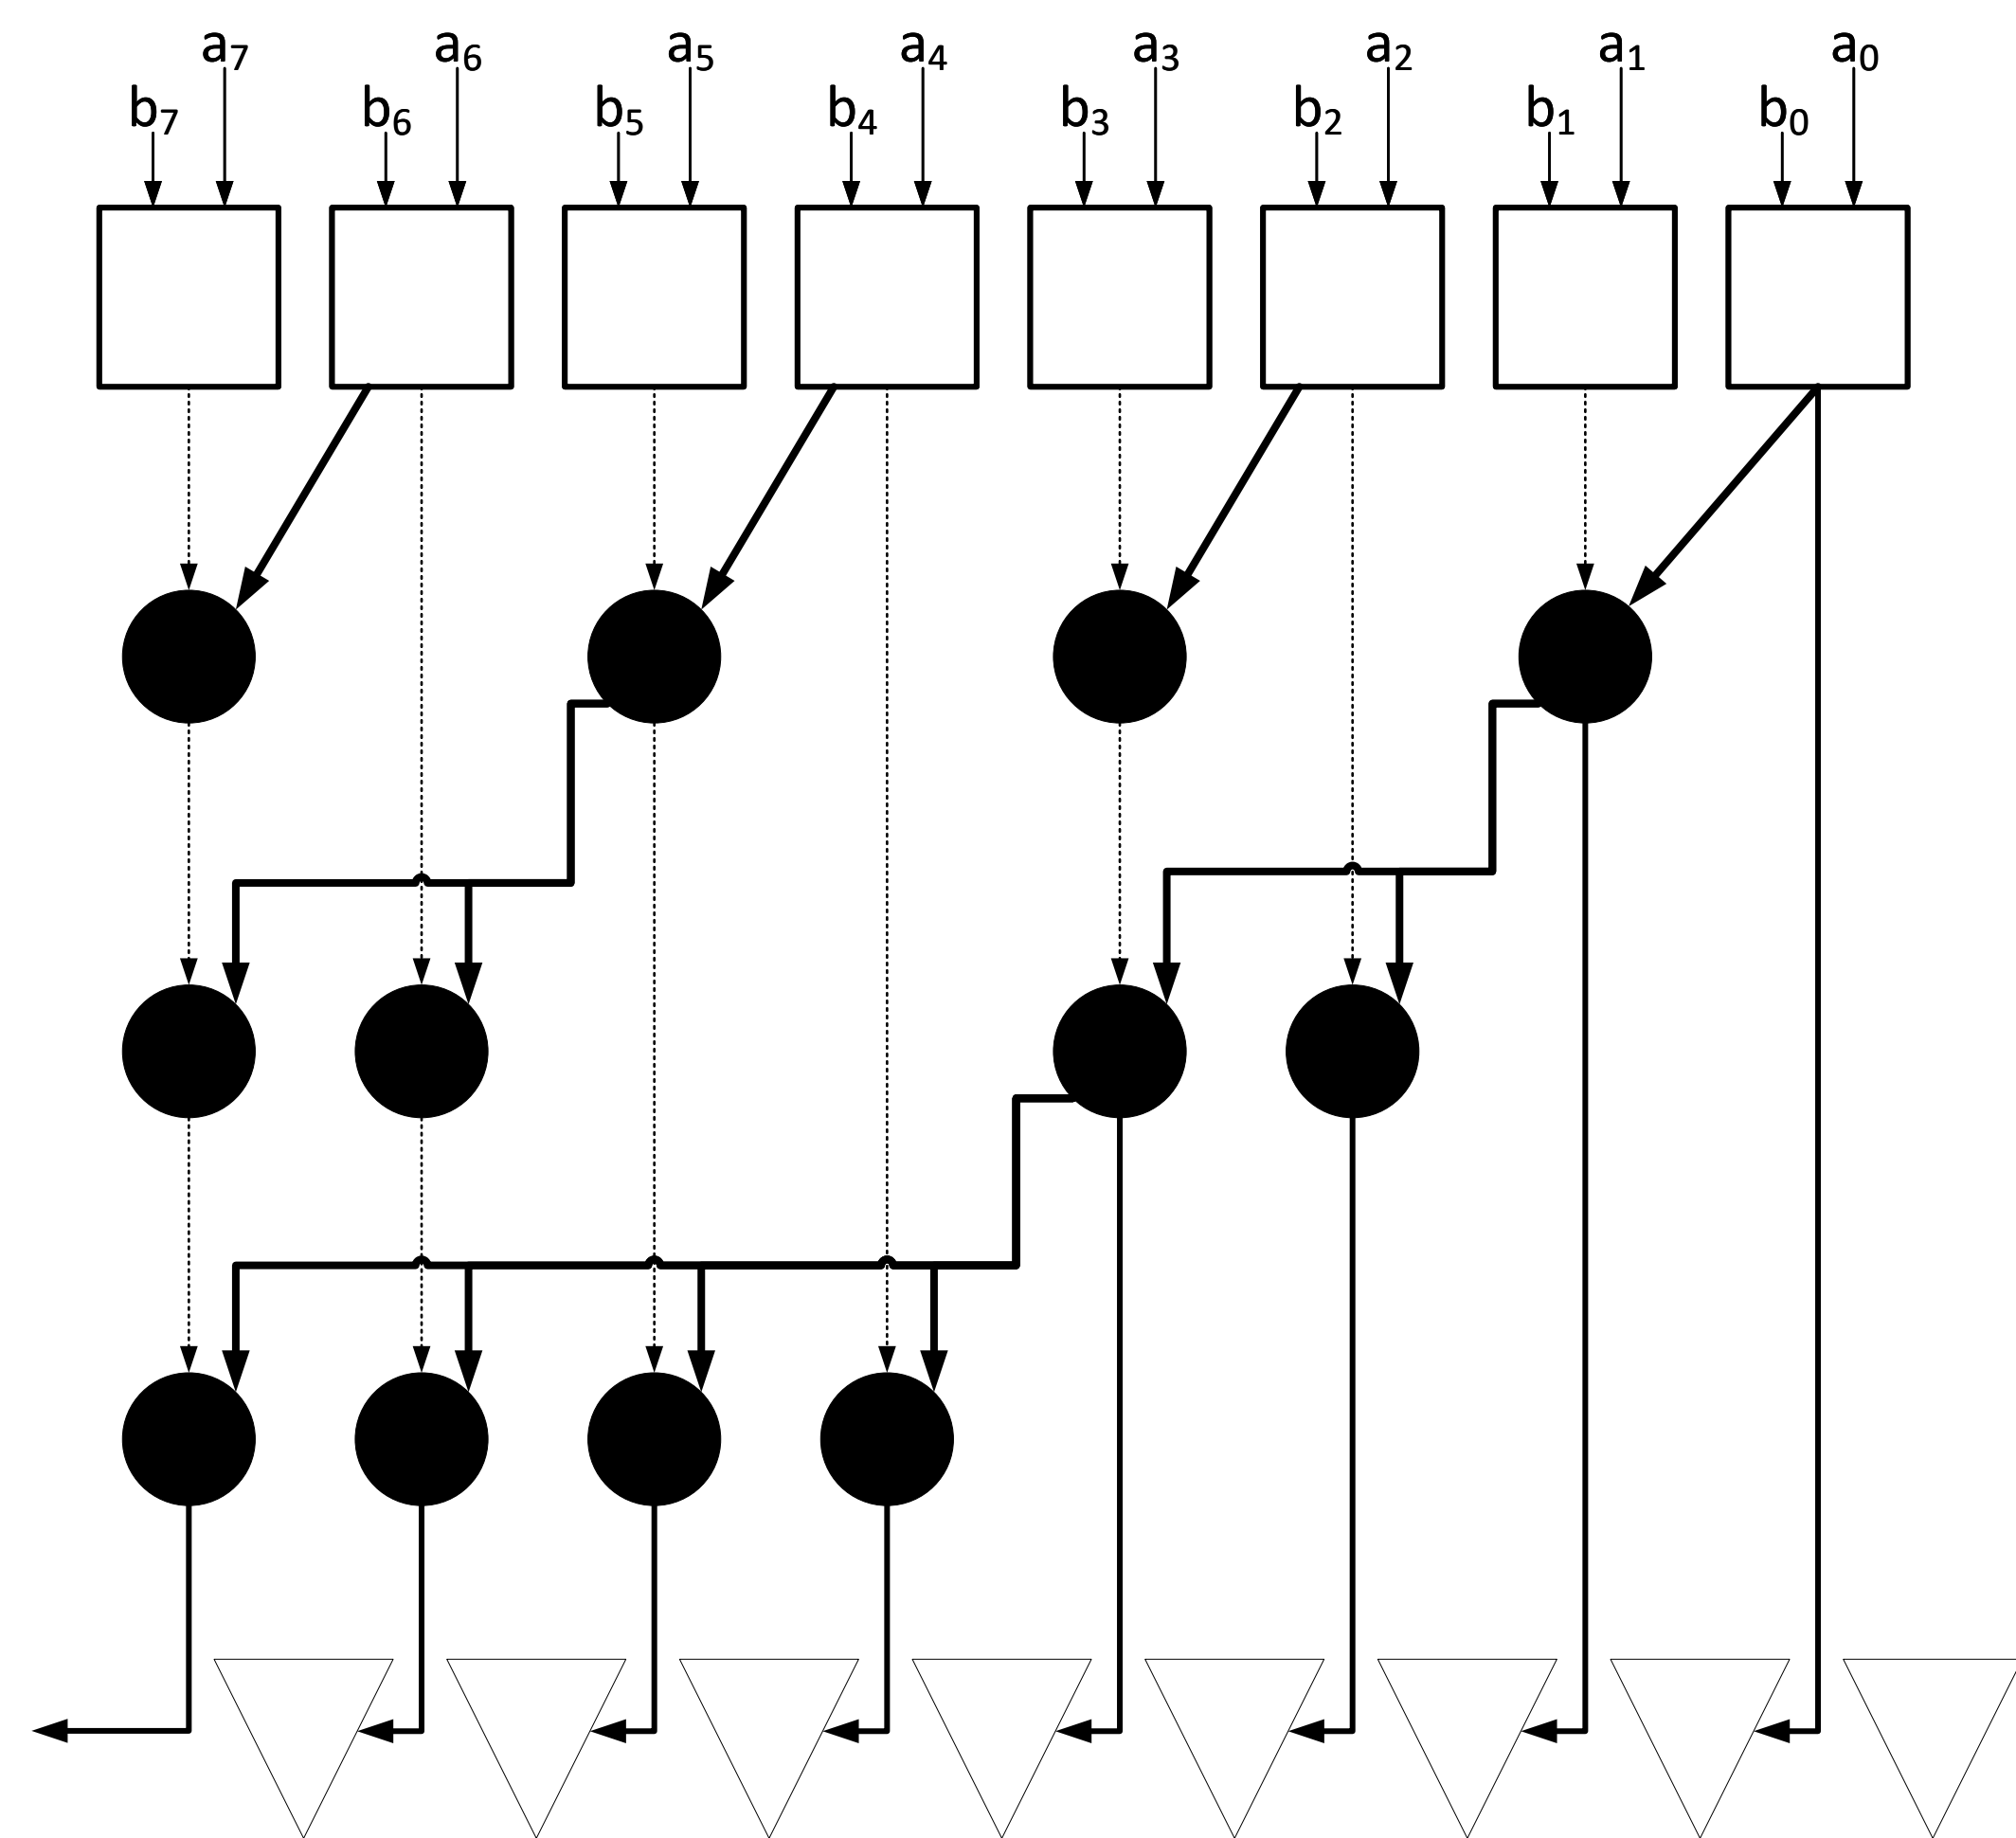 a₇ a₆ a₅ a₄ a₃ a₂ a₁ a₀
b₇ b₆ b₅ b₄ b₃ b₂ b₁ b₀